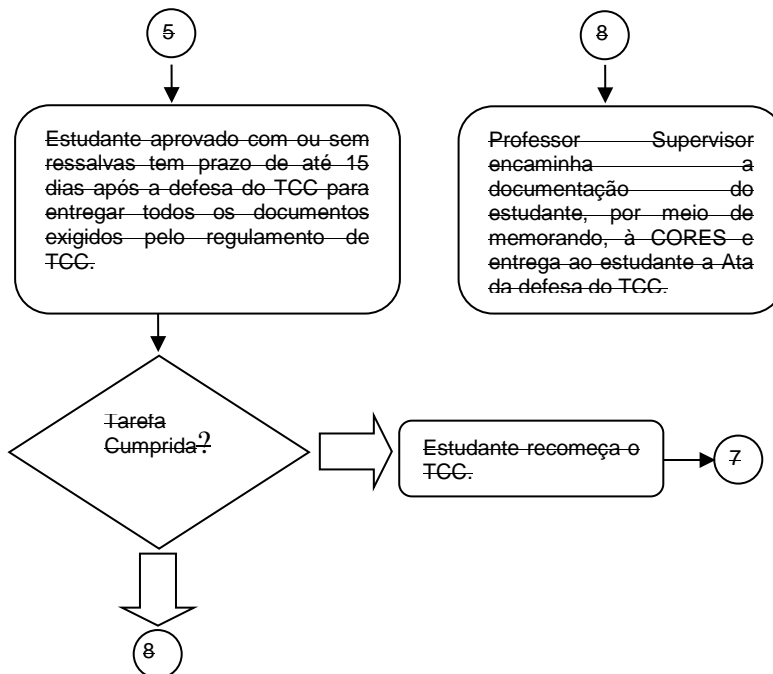 5
Estudante aprovado com ou sem
ressalvas tem prazo de até 15
dias após a defesa do TCC para
entregar todos os documentos
exigidos pelo regulamento de
TCC.
Tarefa
Cumprida?
Estudante recomeça o
TCC.
7
8
8
Professor Supervisor
encaminha a
documentação do
estudante, por meio de
memorando, à CORES e
entrega ao estudante a Ata
da defesa do TCC.